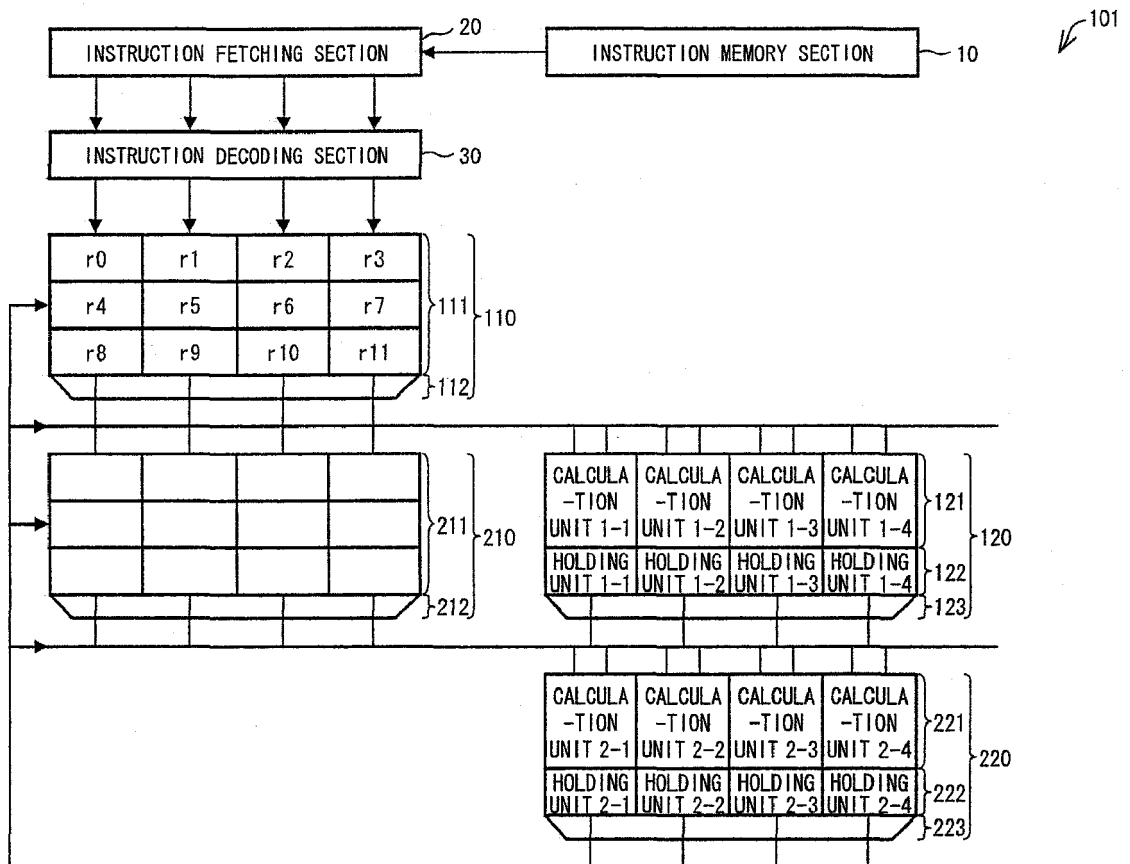 101
20
INSTRUCTION FETCHING SECTION
INSTRUCTION MEMORY SECTION
10
INSTRUCTION DECODING SECTION
30
r0 r1 r2 r3
r4 r5 r6 r7
r8 r9 r10 r11
111
110
112
211
210
212
CALCULA CALCULA CALCULA CALCULA
-TION -TION -TION -TION
UNIT 1-1 UNIT 1-2 UNIT 1-3 UNIT 1-4
121
120
HOLDING HOLDING HOLDING HOLDING
UNIT 1-1 UNIT 1-2 UNIT 1-3 UNIT 1-4
122
123
CALCULA CALCULA CALCULA CALCULA
-TION -TION -TION -TION
UNIT 2-1 UNIT 2-2 UNIT 2-3 UNIT 2-4
221
220
HOLDING HOLDING HOLDING HOLDING
UNIT 2-1 UNIT 2-2 UNIT 2-3 UNIT 2-4
222
223